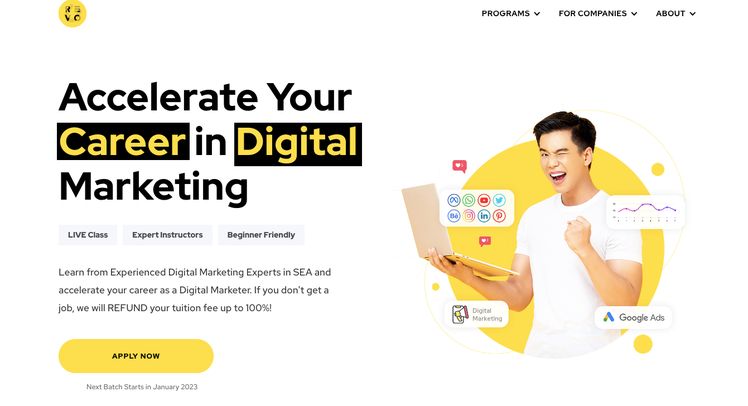 RE
VO
PROGRAMS
FOR COMPANIES
ABOUT
Accelerate Your
Career in Digital
Marketing
LIVE Class
Expert Instructors
Beginner Friendly
Learn from Experienced Digital Marketing Experts in SEA and
accelerate your career as a Digital Marketer. If you don't get a
job, we will REFUND your tuition fee up to 100%!
APPLY NOW
Next Batch Starts in January 2023
Digital
Marketing
Google Ads